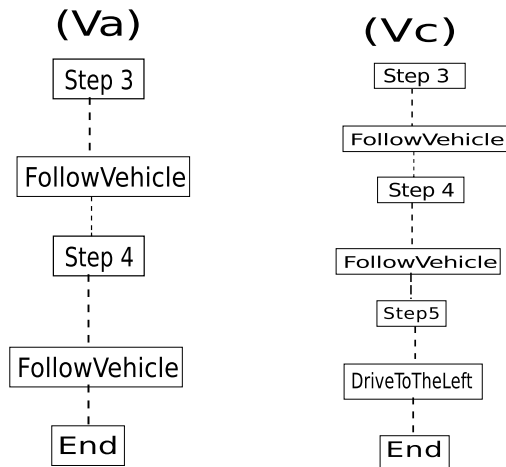 (Va)
Step 3
FollowVehicle
Step 4
FollowVehicle
End
(Vc)
Step 3
FollowVehicle
Step 4
FollowVehicle
Step5
DriveToTheLeft
End